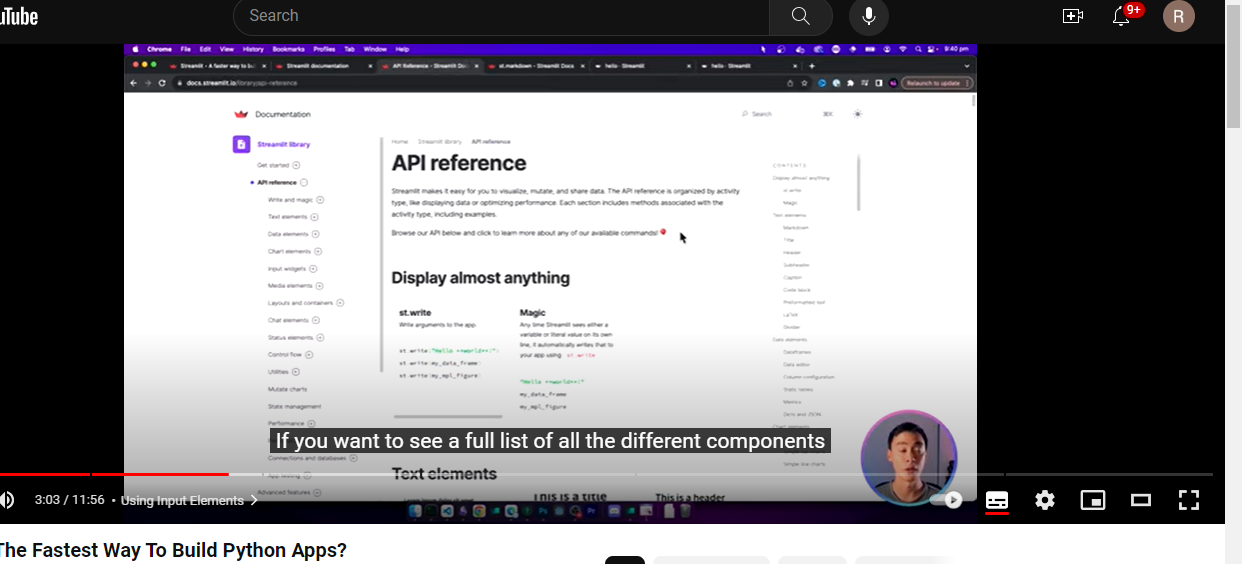 uTube
Search
9+
R
Chrome File Edit View History Bookmarks Profiles Tab Window Help
9:40 pm
Streamlit - A faster way to bu
Streamlit documentation
API Reference - Streamlit Doc
st.markdown - Streamlit Docs
hello · Streamlit
hello · Streamlit
docs.streamlit.io/library/api-reference
Relaunch to update
Documentation
Search
⌘K
Streamlit library
Get started
API reference
Write and magic
Text elements
Data elements
Chart elements
Input widgets
Media elements
Layouts and containers
Chat elements
Status elements
Control flow
Utilities
Mutate charts
State management
Performance
Connections and databases
App testing
Advanced features
Home Streamlit library API reference
API reference
Streamlit makes it easy for you to visualize, mutate, and share data. The API reference is organized by activity
type, like displaying data or optimizing performance. Each section includes methods associated with the
activity type, including examples.
Browse our API below and click to learn more about any of our available commands!
Display almost anything
st.write
Write arguments to the app.
st.write("Hello **world**!")
st.write(my_data_frame)
st.write(my_mpl_figure)
Magic
Any time Streamlit sees either a
variable or literal value on its own
line, it automatically writes that to
your app using st.write
"Hello **world**!"
my_data_frame
my_mpl_figure
Text elements
This is a title
This is a header
CONTENTS
Display almost anything
st.write
Magic
Text elements
Markdown
Title
Header
Subheader
Caption
Code block
Preformatted text
LaTeX
Divider
Data elements
Dataframes
Data editor
Column configuration
Static tables
Metrics
Dicts and JSON
Chart elements
Simple line charts
If you want to see a full list of all the different components
3:03 / 11:56 • Using Input Elements
The Fastest Way To Build Python Apps?